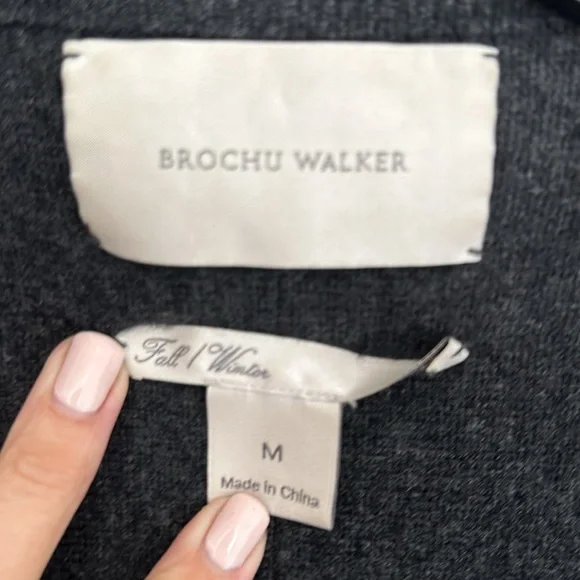 BROCHU WALKER
Fall / Winter
M
Made in China